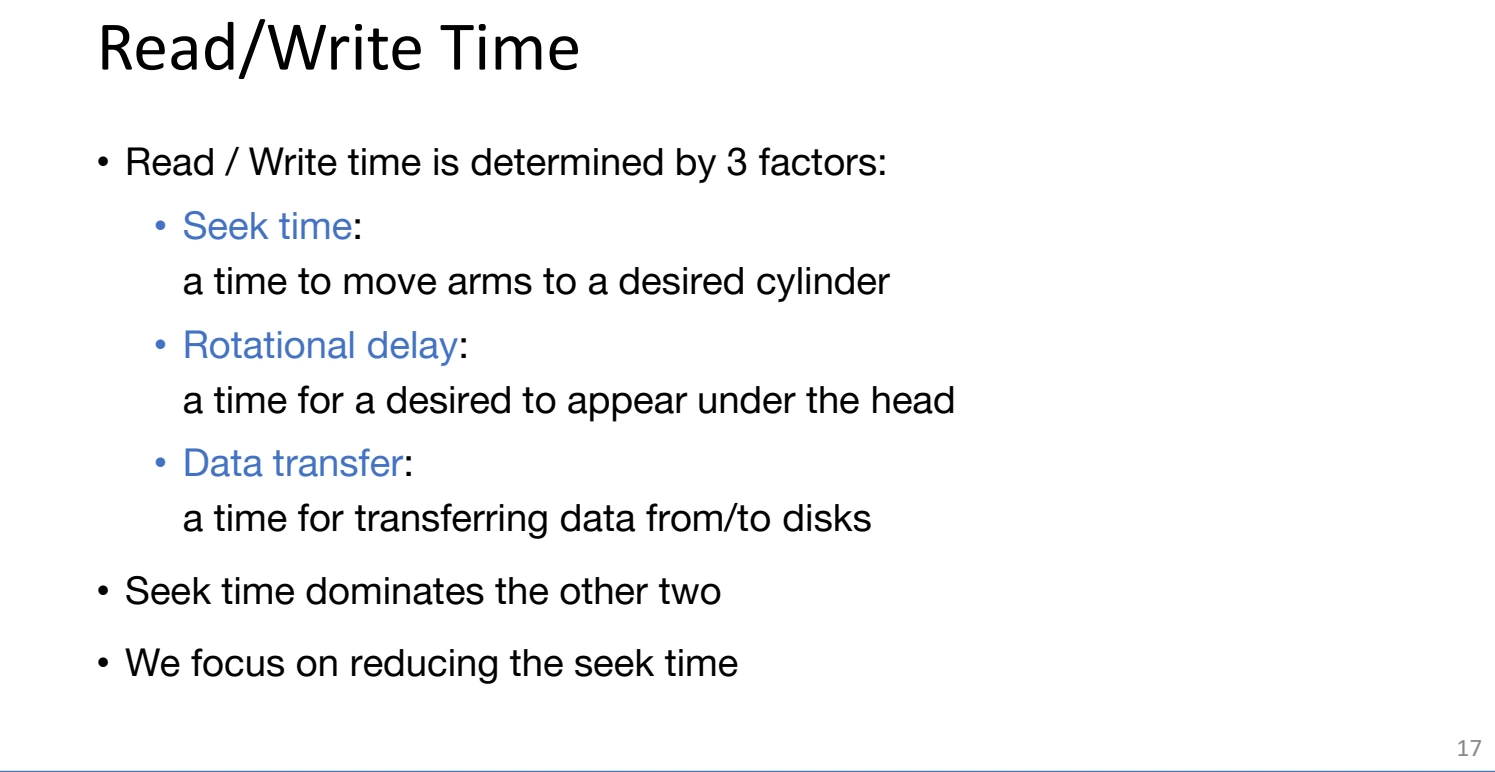 Read/Write Time
• Read / Write time is determined by 3 factors:
• Seek time:
a time to move arms to a desired cylinder
• Rotational delay:
a time for a desired to appear under the head
• Data transfer:
a time for transferring data from/to disks
• Seek time dominates the other two
• We focus on reducing the seek time
17